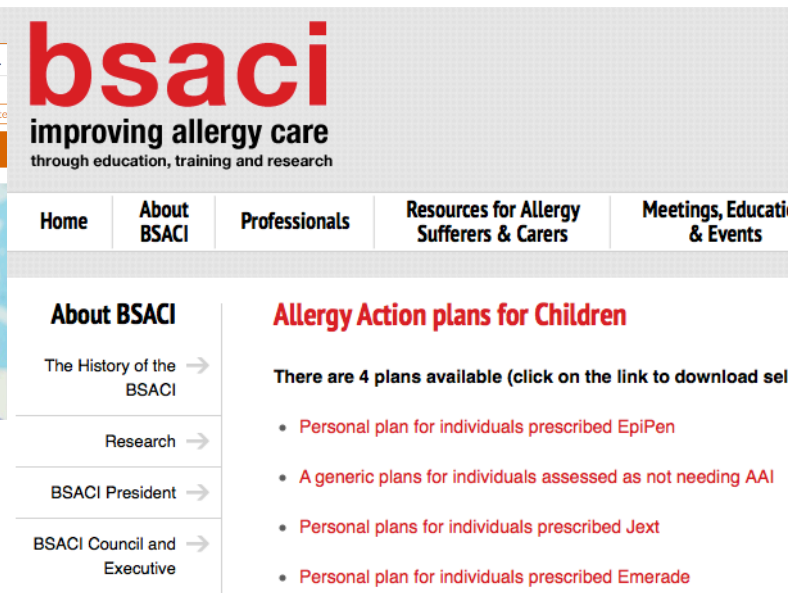 bsaci
improving allergy care
through education, training and research
Home
About
BSACI
Professionals
Resources for Allergy
Sufferers & Carers
Meetings, Educati
& Events
About BSACI
The History of the
BSACI
Research
BSACI President
BSACI Council and
Executive
Allergy Action plans for Children
There are 4 plans available (click on the link to download sel
Personal plan for individuals prescribed EpiPen
A generic plans for individuals assessed as not needing AAI
Personal plans for individuals prescribed Jext
Personal plan for individuals prescribed Emerade